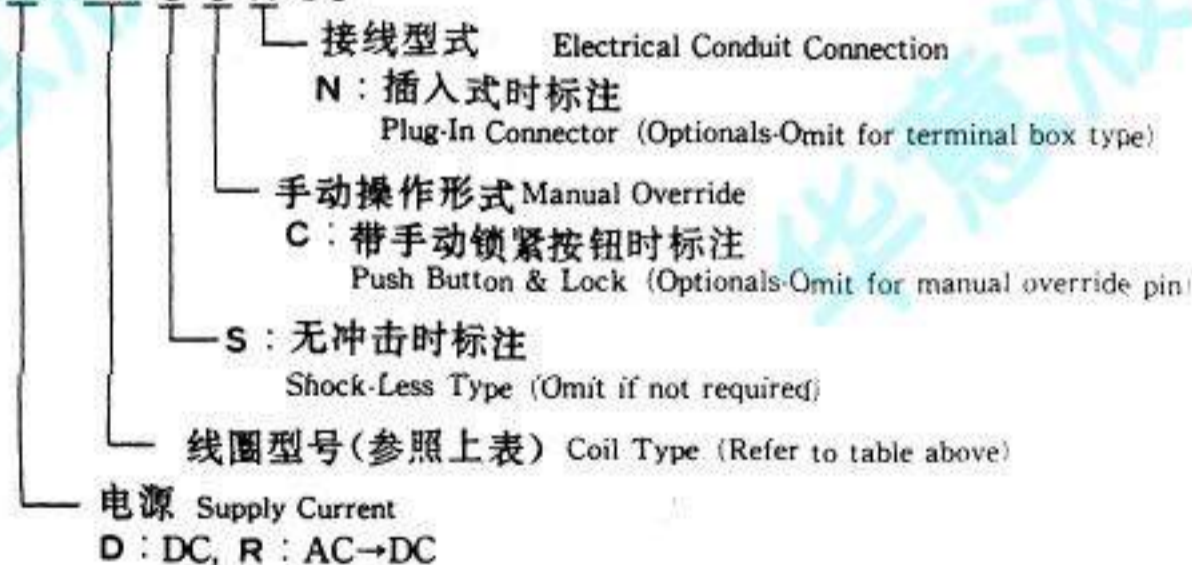 接线型式 Electrical Conduit Connection
N：插入式时标注
Plug-In Connector (Optionals-Omit for terminal box type)
手动操作形式 Manual Override
C：带手动锁紧按钮时标注
Push Button & Lock (Optionals-Omit for manual override pin)
S：无冲击时标注
Shock-Less Type (Omit if not required)
线圈型号(参照上表) Coil Type (Refer to table above)
电源 Supply Current
D：DC, R：AC→DC